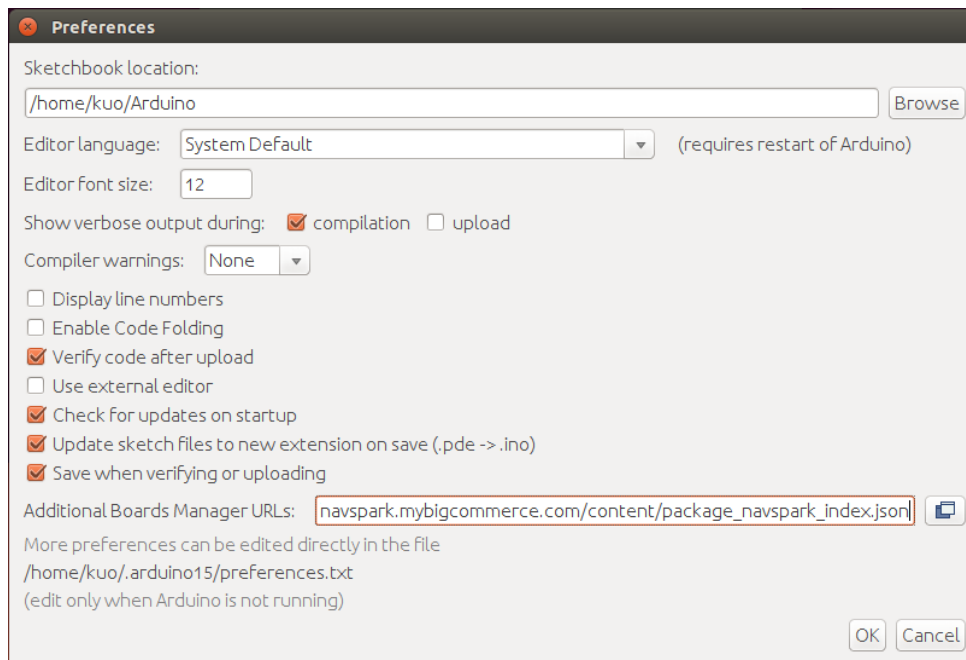 Preferences
Sketchbook location:
/home/kuo/Arduino Browse
Editor language: System Default (requires restart of Arduino)
Editor font size: 12
Show verbose output during: compilation upload
Compiler warnings: None
Display line numbers
Enable Code Folding
Verify code after upload
Use external editor
Check for updates on startup
Update sketch files to new extension on save (.pde -> .ino)
Save when verifying or uploading
Additional Boards Manager URLs: navspark.mybigcommerce.com/content/package_navspark_index.json
More preferences can be edited directly in the file
/home/kuo/.arduino15/preferences.txt
(edit only when Arduino is not running)
OK Cancel